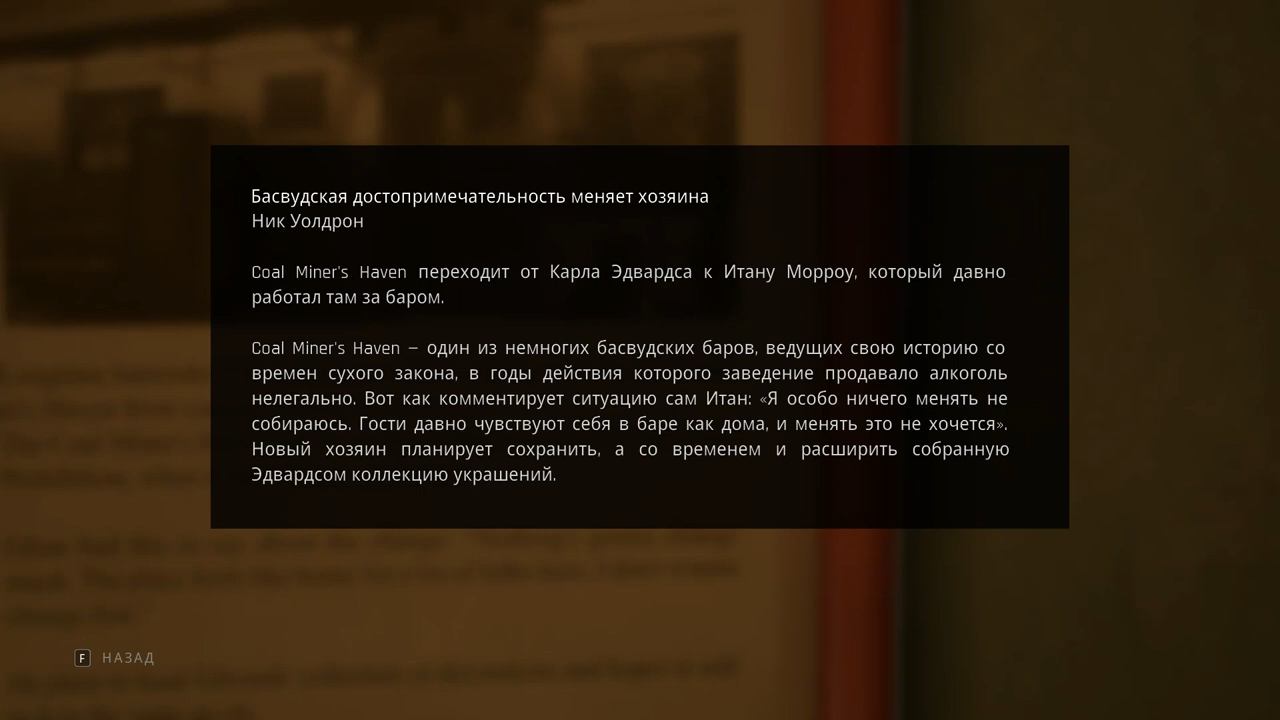 Басвудская достопримечательность меняет хозяина
Ник Уолдрон
Coal Miner's Haven переходит от Карла Эдвардса к Итану Морроу, который давно
работал там за баром.
Coal Miner's Haven – один из немногих басвудских баров, ведущих свою историю со
времен сухого закона, в годы действия которого заведение продавало алкоголь
нелегально. Вот как комментирует ситуацию сам Итан: «Я особо ничего менять не
собираюсь. Гости давно чувствуют себя в баре как дома, и менять это не хочется».
Новый хозяин планирует сохранить, а со временем и расширить собранную
Эдвардсом коллекцию украшений.
F НАЗАД